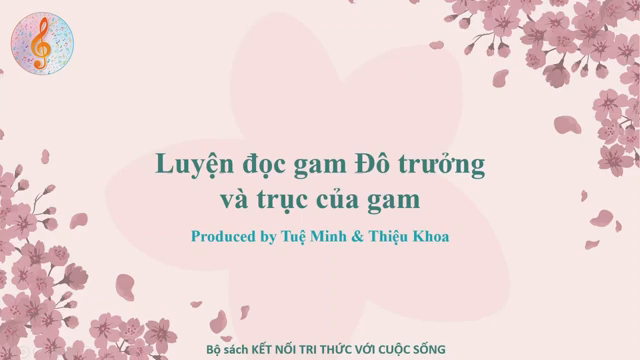 Luyện đọc gam Đô trưởng
và trục của gam
Produced by Tuệ Minh & Thiệu Khoa
Bộ sách KẾT NỐI TRI THỨC VỚI CUỘC SỐNG